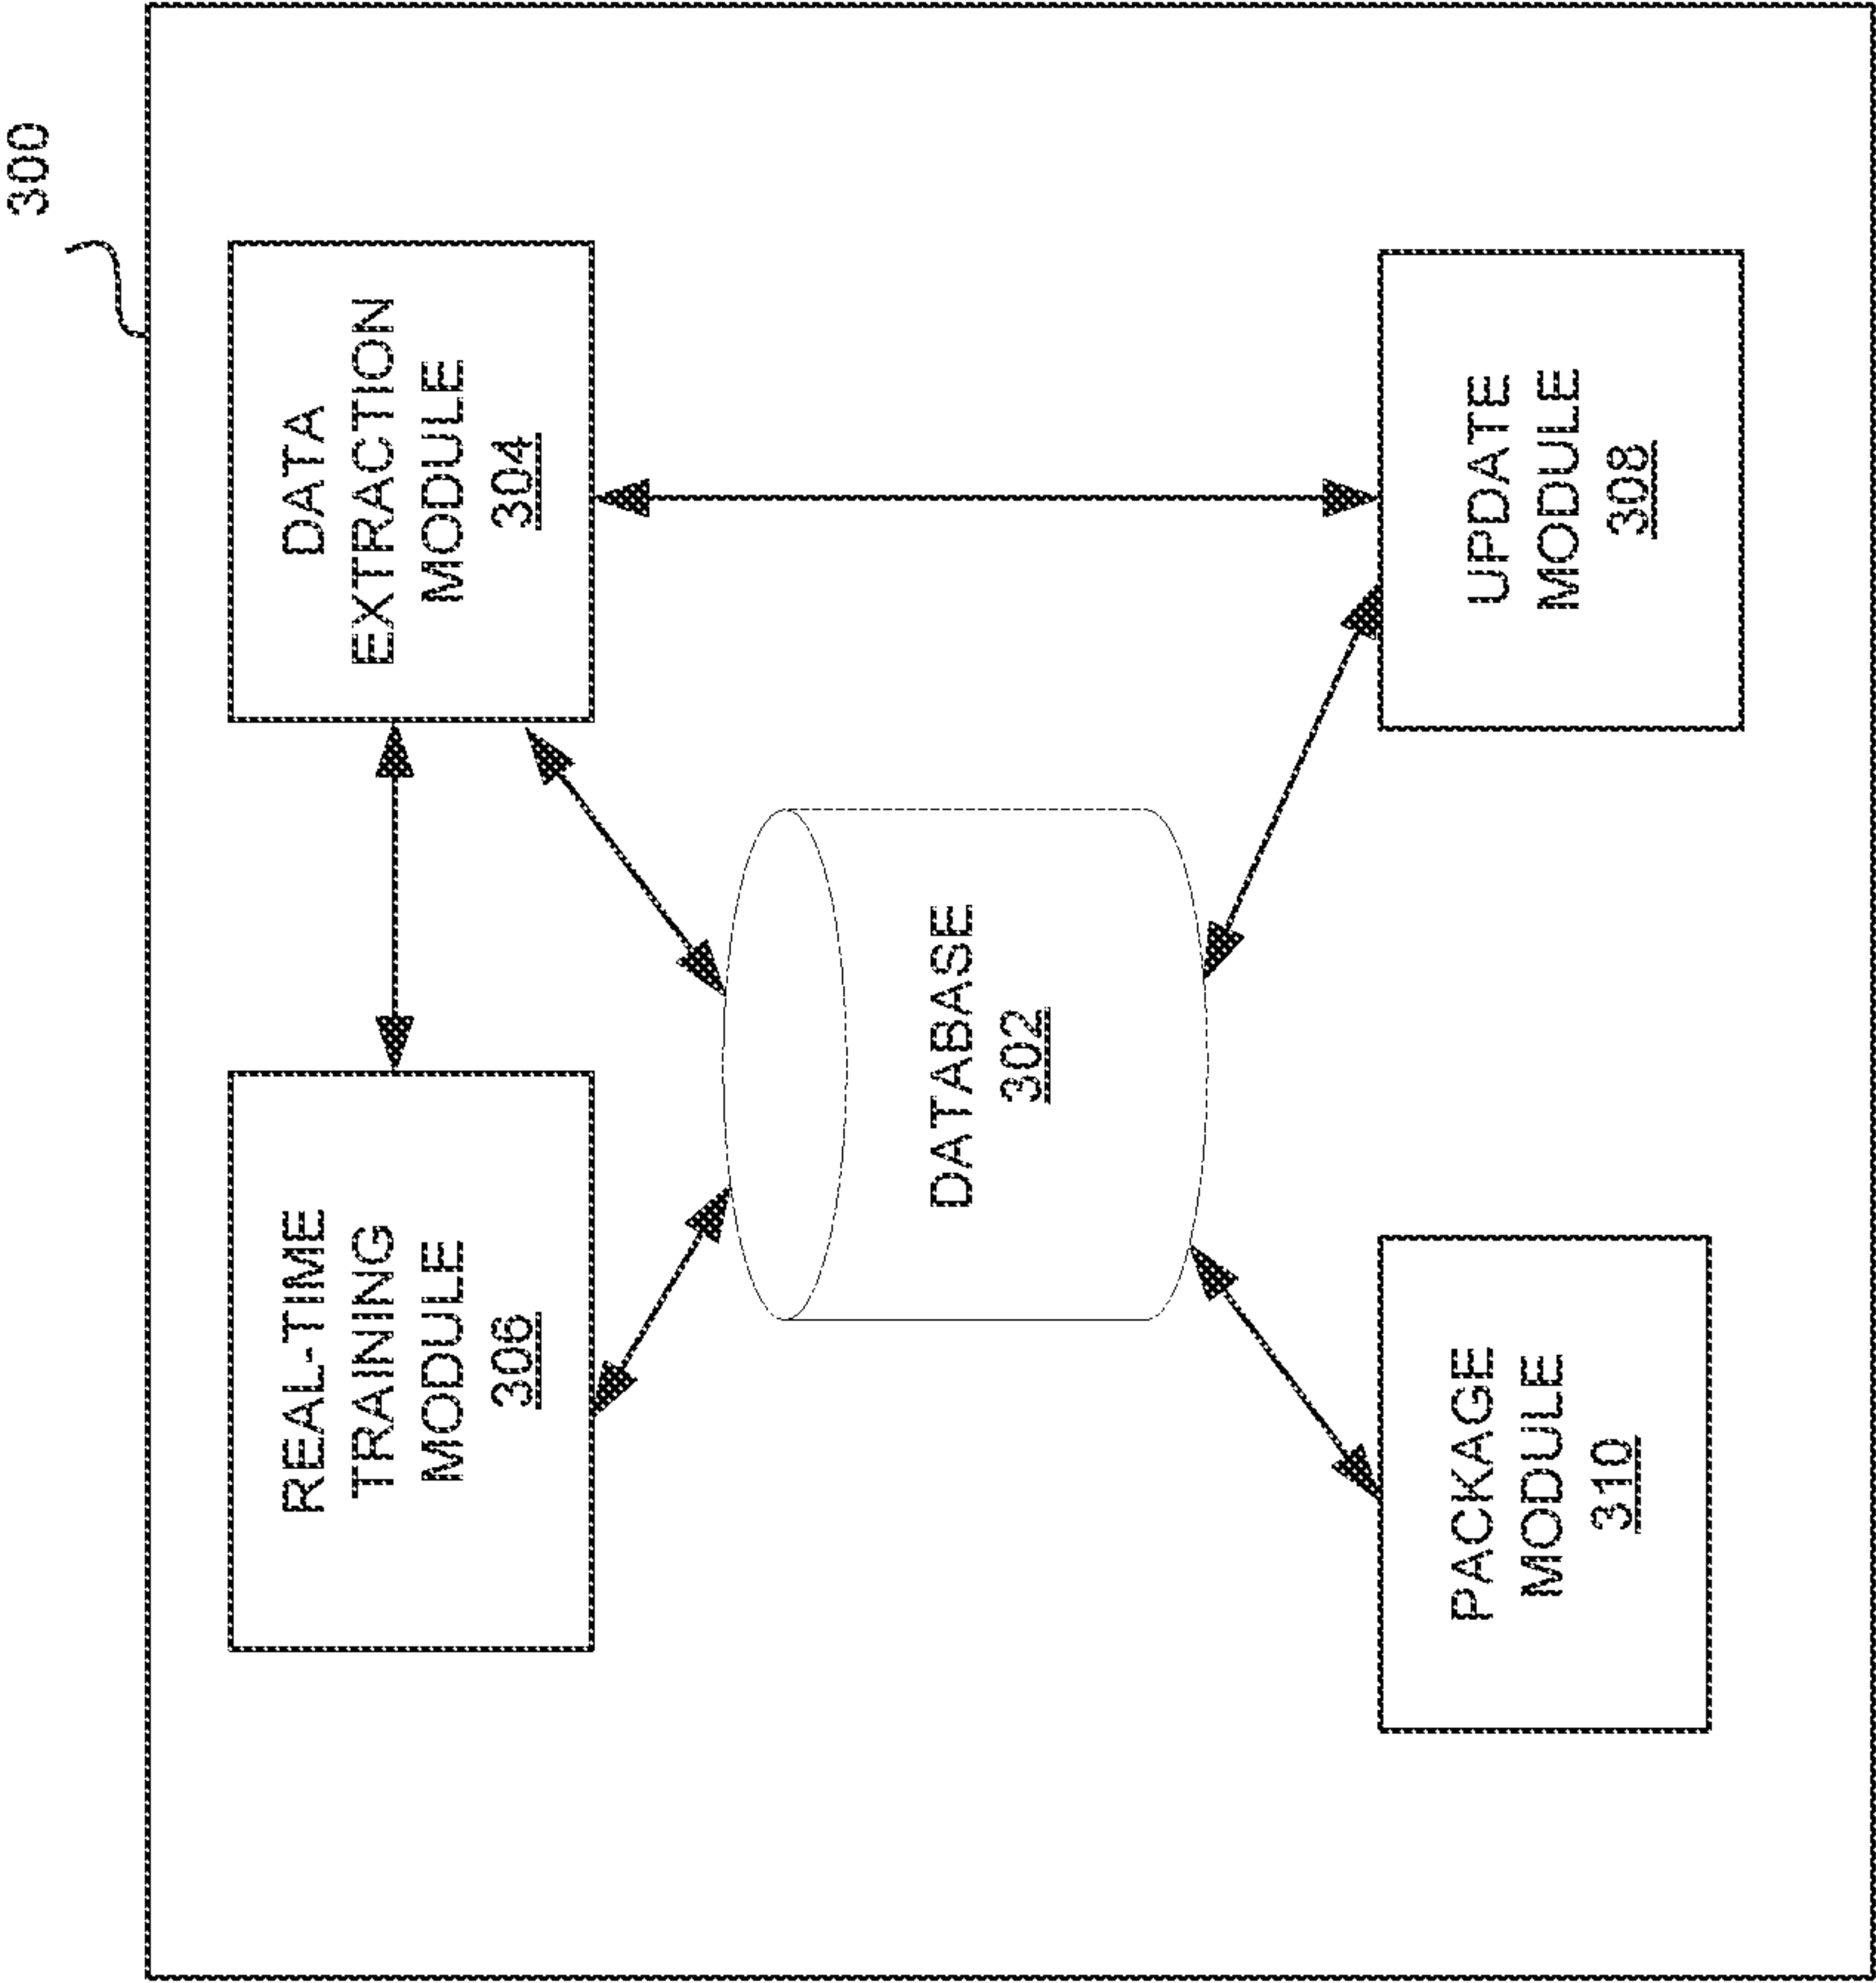 300
REAL-TIME
TRAINING
MODULE
306
DATA
EXTRACTION
MODULE
304
DATABASE
302
PACKAGE
MODULE
310
UPDATE
MODULE
308